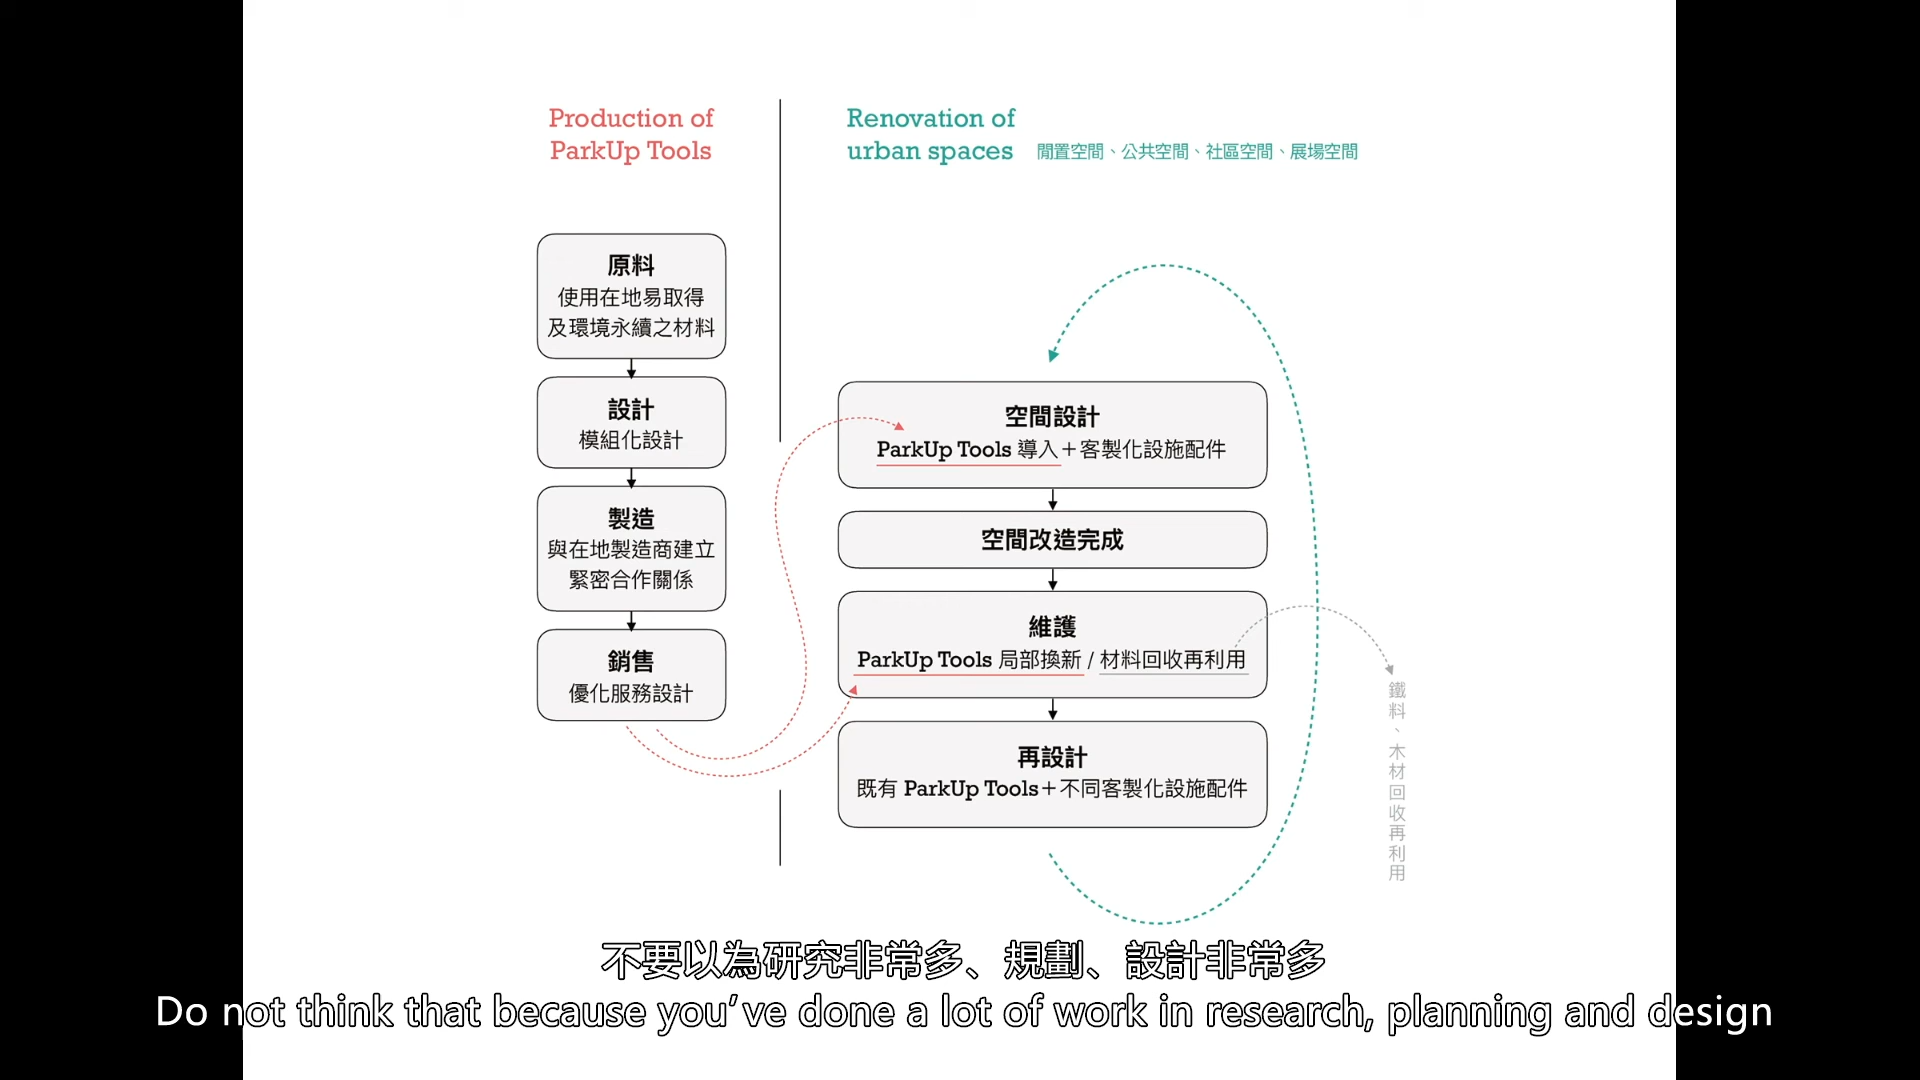 Production of
ParkUp Tools
原料
使用在地易取得
及環境永續之材料
設計
模組化設計
製造
與在地製造商建立
緊密合作關係
銷售
優化服務設計
Renovation of
urban spaces 閒置空間、公共空間、社區空間、展場空間
空間設計
ParkUp Tools 導入＋客製化設施配件
空間改造完成
維護
ParkUp Tools 局部換新 / 材料回收再利用
再設計
既有 ParkUp Tools＋不同客製化設施配件
鐵料、木材回收再利用
不要以為研究非常多、規劃、設計非常多
Do not think that because you've done a lot of work in research, planning and design